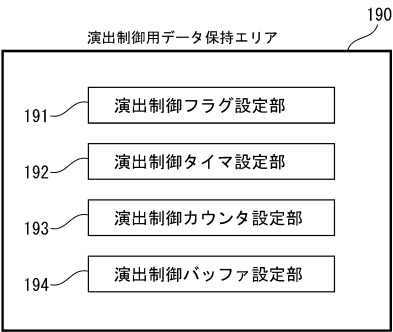 190
演出制御用データ保持エリア
191 演出制御フラグ設定部
192 演出制御タイマ設定部
193 演出制御カウンタ設定部
194 演出制御バッファ設定部